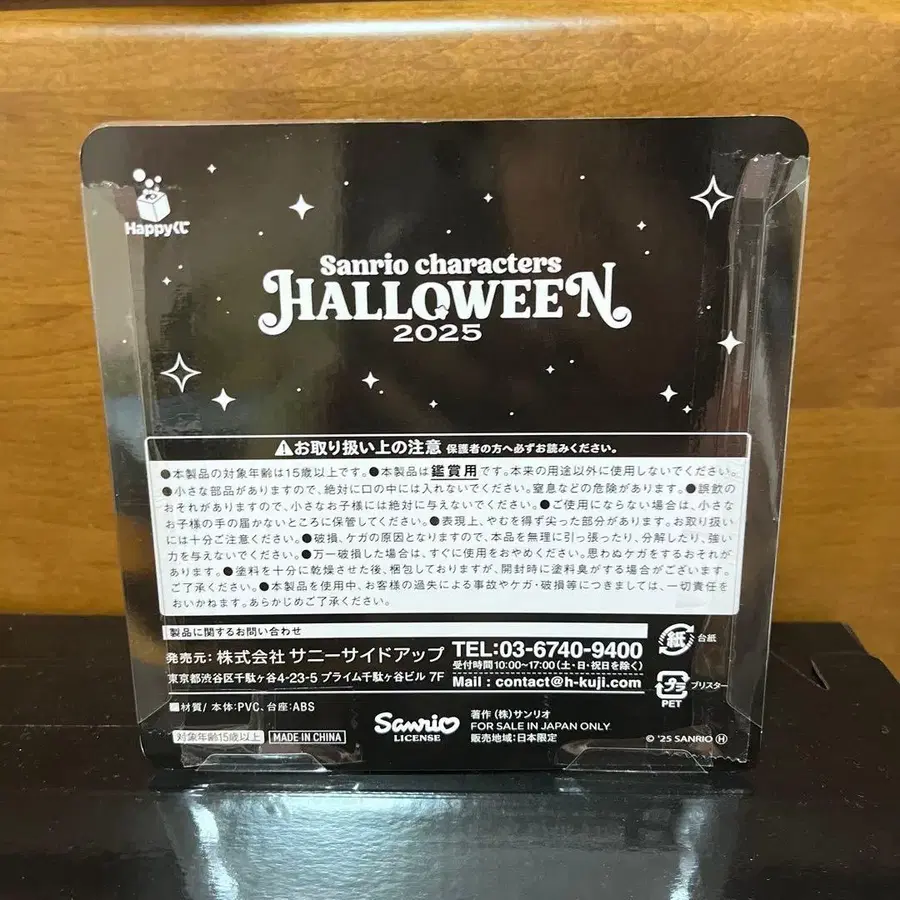 Happyくじ
Sanrio characters
HALLOWEEN
2025
⚠お取り扱い上の注意 保護者の方へ必ずお読みください。
●本製品の対象年齢は15歳以上です。●本製品は鑑賞用です。本来の用途以外に使用しないでください。
●小さな部品がありますので、絶対に口の中には入れないでください。窒息などの危険があります。●誤飲の
おそれがありますので、小さなお子様には絶対に与えないでください。●ご使用にならない場合は、小さな
お子様の手の届かないところに保管してください。●表現上、やむを得ず尖った部分があります。お取り扱い
には十分ご注意ください。●破損、ケガの原因となりますので、本品を無理に引っ張ったり、分解したり、強い
力を与えないでください。●万一破損した場合は、すぐに使用をおやめください。思わぬケガをするおそれが
あります。●塗料を十分に乾燥させた後、梱包しておりますが、開封時に塗料臭がする場合がございます。
ご了承ください。●本製品を使用中、お客様の過失による事故やケガ・破損等につきましては、一切責任を
おいかねます。あらかじめご了承ください。
製品に関するお問い合わせ
発売元: 株式会社 サニーサイドアップ
東京都渋谷区千駄ヶ谷4-23-5 プライム千駄ヶ谷ビル 7F
TEL:03-6740-9400
受付時間10:00~17:00(土・日・祝日を除く)
Mail : contact@h-kuji.com
紙 台紙
プラ ブリスター
PET
■材質/ 本体:PVC、台座:ABS
対象年齢15歳以上 MADE IN CHINA
Sanrio
LICENSE
著作 (株)サンリオ
FOR SALE IN JAPAN ONLY
販売地域:日本限定
© '25 SANRIO Ⓗ